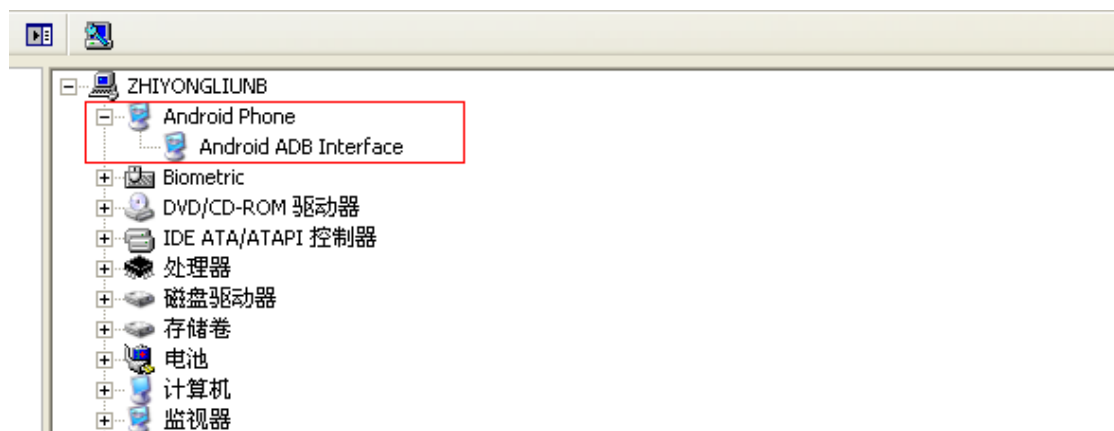 ZHIYONGLIUNB
Android Phone
Android ADB Interface
Biometric
DVD/CD-ROM 驱动器
IDE ATA/ATAPI 控制器
处理器
磁盘驱动器
存储卷
电池
计算机
监视器